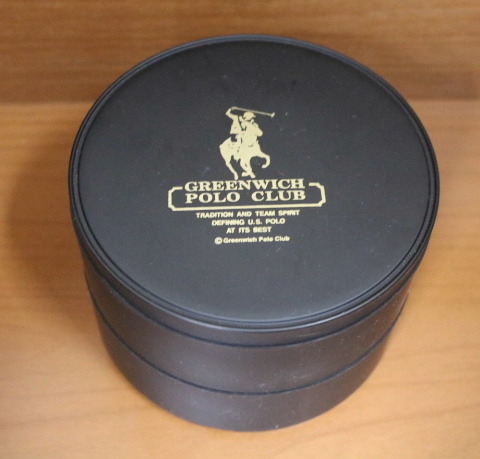 GREENWICH
POLO CLUB
TRADITION AND TEAM SPIRIT
DEFINING U.S. POLO
AT ITS BEST
© Greenwich Polo Club